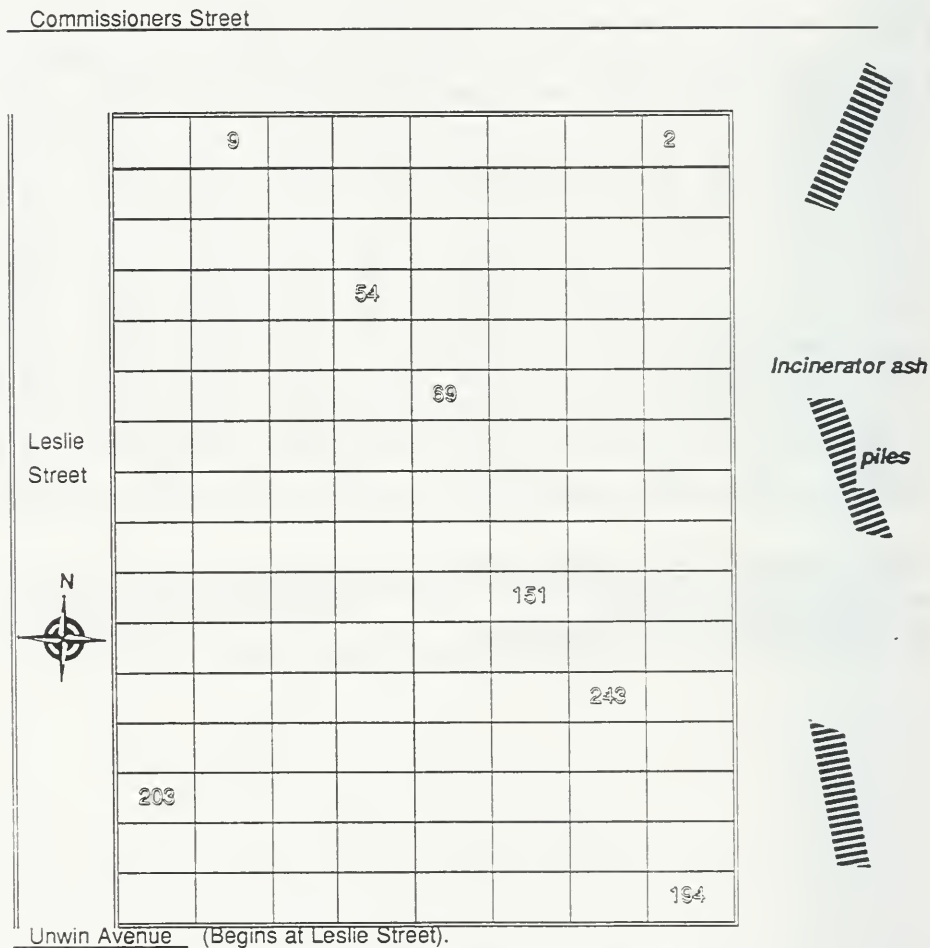 Commissioners Street
9
2
54
Incinerator ash
69
Leslie
Street
piles
N
151
243
203
194
Unwin Avenue (Begins at Leslie Street).